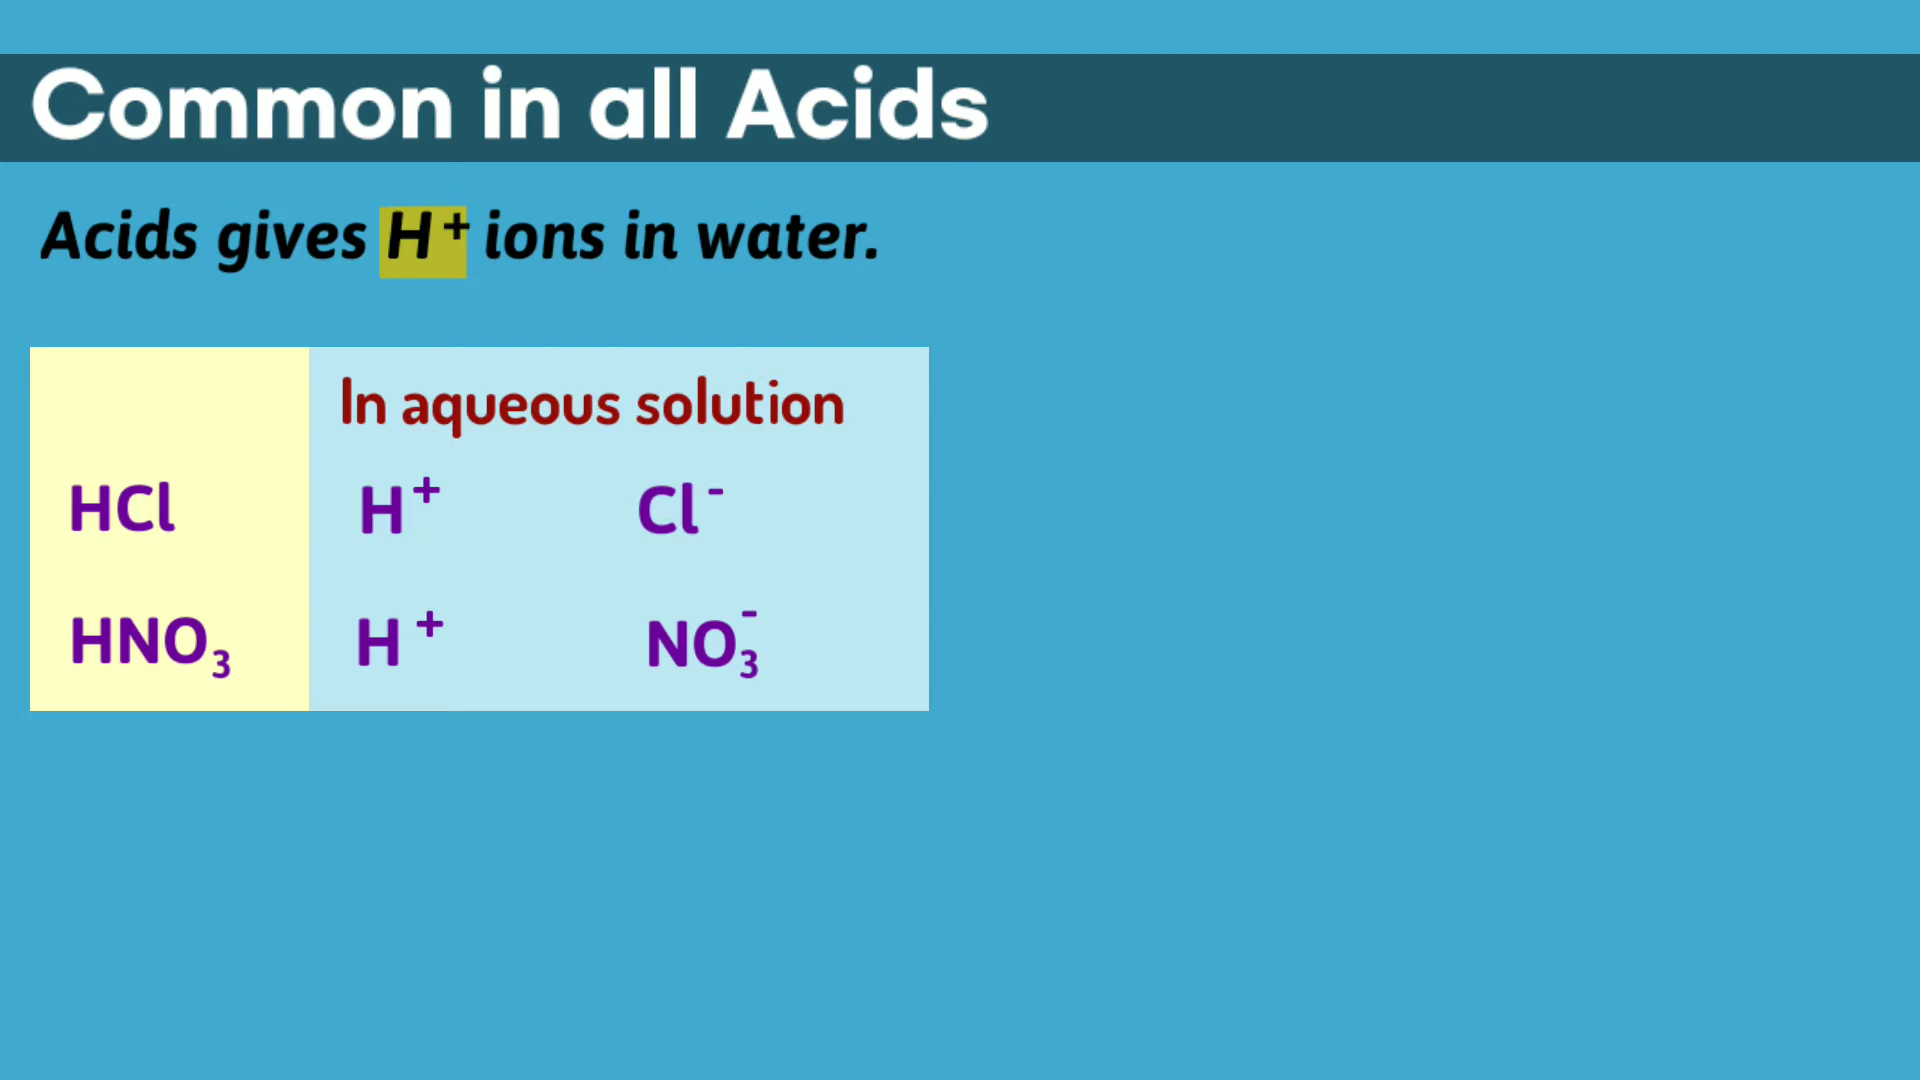 Common in all Acids
Acids gives H⁺ ions in water.
In aqueous solution
HCl H⁺ Cl⁻
HNO₃ H⁺ NO₃⁻